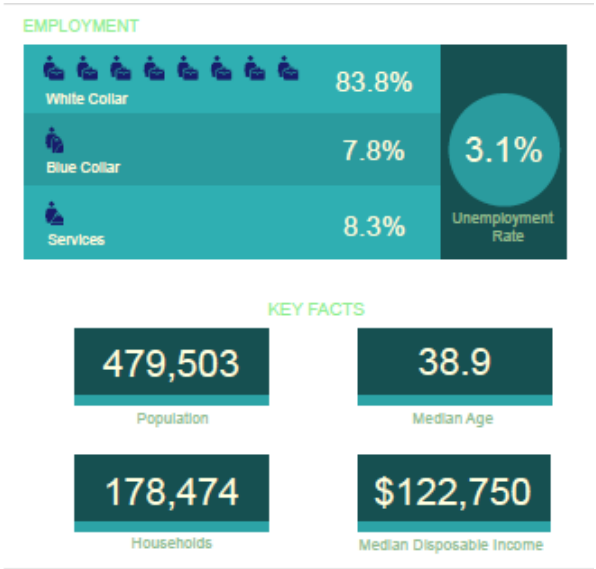 EMPLOYMENT
White Collar
83.8%
Blue Collar
7.8%
Services
8.3%
3.1%
Unemployment
Rate
KEY FACTS
479,503
Population
38.9
Median Age
178,474
Households
$122,750
Median Disposable Income